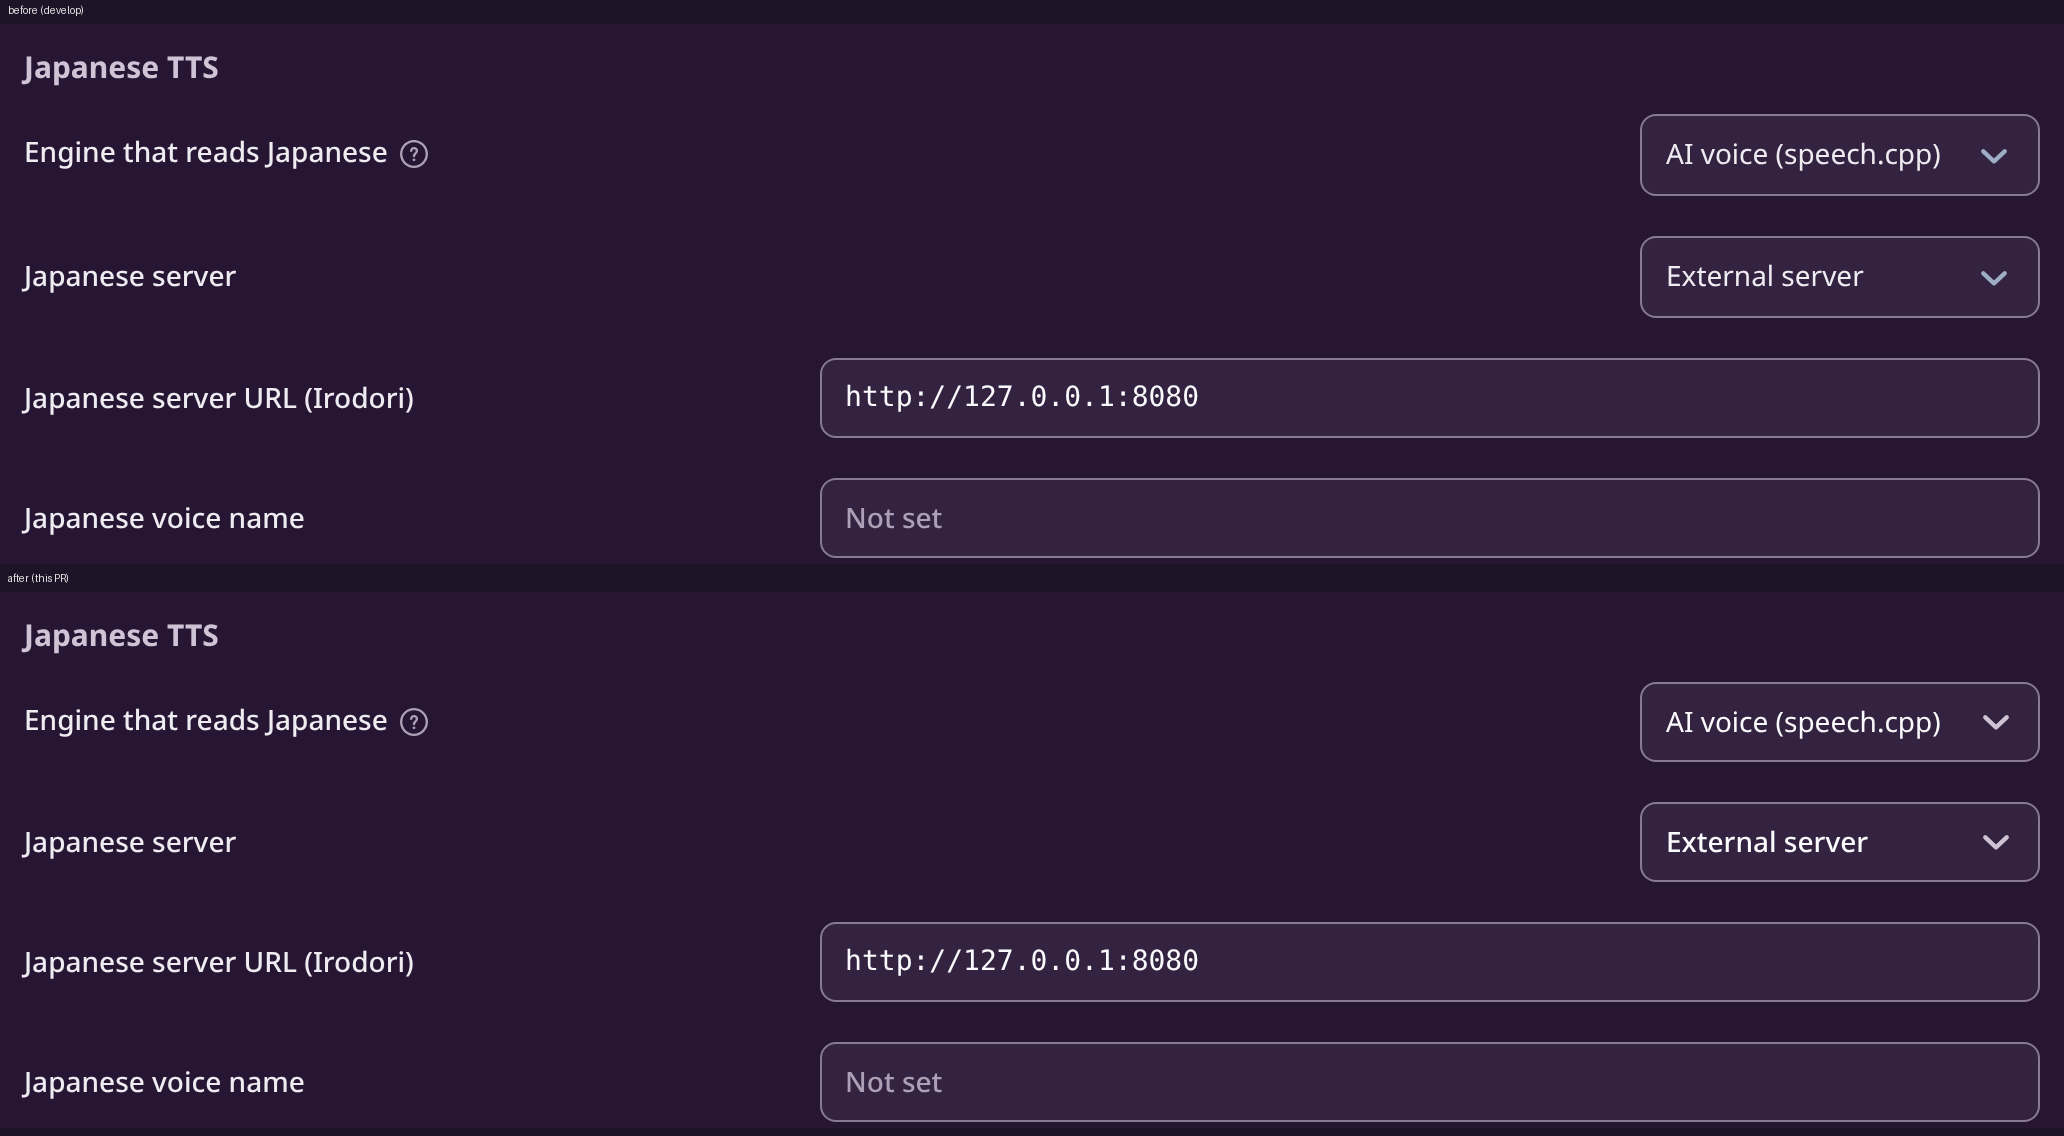 before (develop)
Japanese TTS
Engine that reads Japanese ?
AI voice (speech.cpp)
Japanese server
External server
Japanese server URL (Irodori)
http://127.0.0.1:8080
Japanese voice name
Not set
after (this PR)
Japanese TTS
Engine that reads Japanese ?
AI voice (speech.cpp)
Japanese server
External server
Japanese server URL (Irodori)
http://127.0.0.1:8080
Japanese voice name
Not set